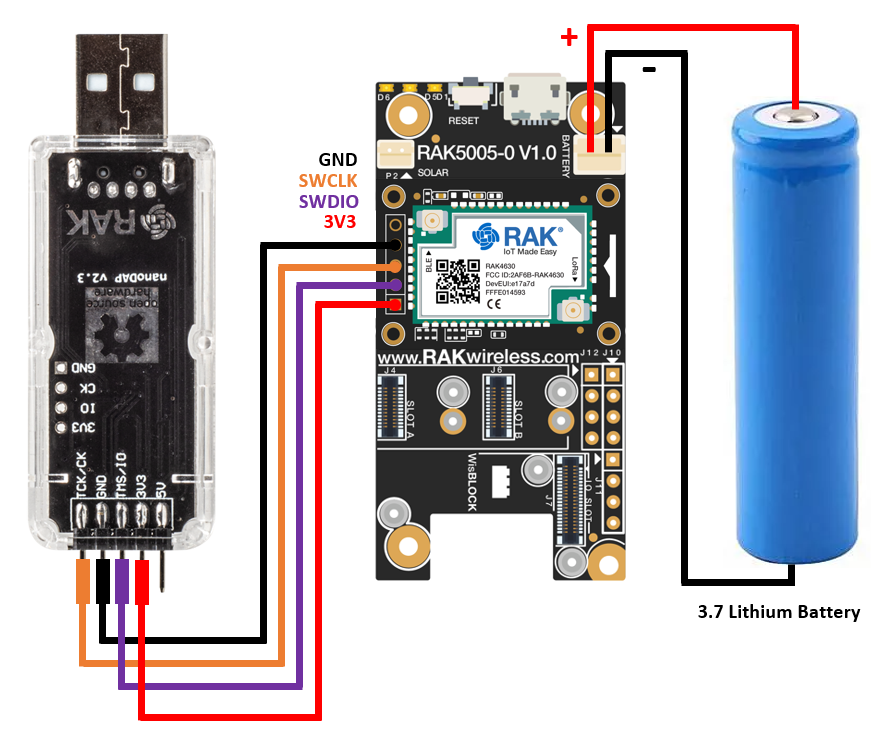 RAK
nanoDAP v2.3
open source
hardware
GND
CK
IO
3V3
TCK/CK
GND
TMS/IO
3V3
5V
GND
SWCLK
SWDIO
3V3
+
-
D6
D5
D1
RESET
BATTERY
RAK5005-0 V1.0
P2
SOLAR
RAK®
IoT Made Easy
BLE
LoRa
RAK4630
FCC ID:2AF6B-RAK4630
DevEUI:e17a7d
FFFE014593
CE
www.RAKwireless.com
J12
J10
J4
J6
SLOT A
SLOT B
WisBLOCK
J7
IO SLOT
J11
3.7 Lithium Battery